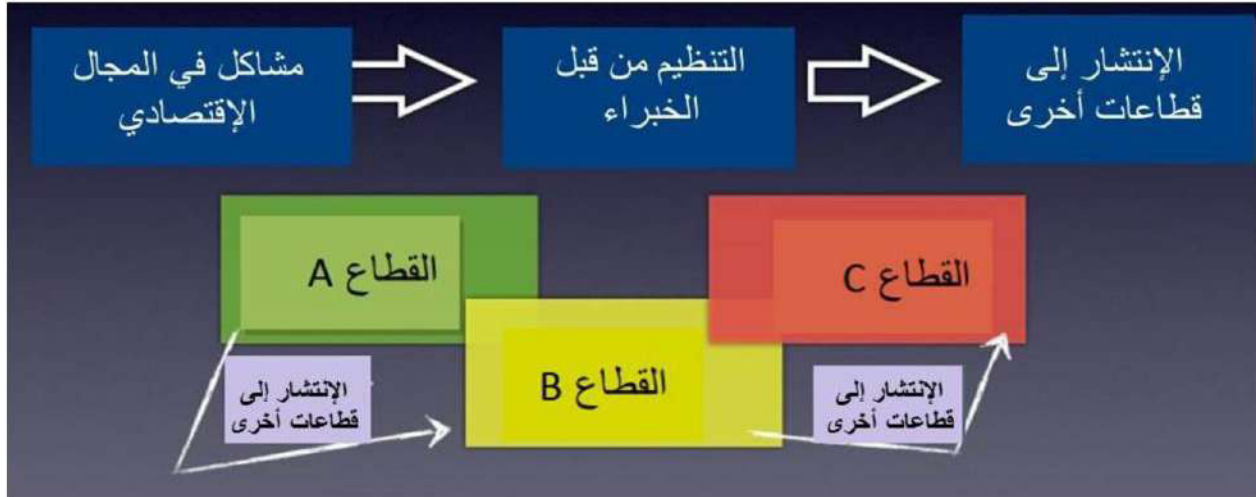 مشاكل في المجال
الإقتصادي
التنظيم من قبل
الخبراء
الإنتشار إلى
قطاعات أخرى
القطاع A
القطاع B
القطاع C
الإنتشار إلى
قطاعات أخرى
الإنتشار إلى
قطاعات أخرى